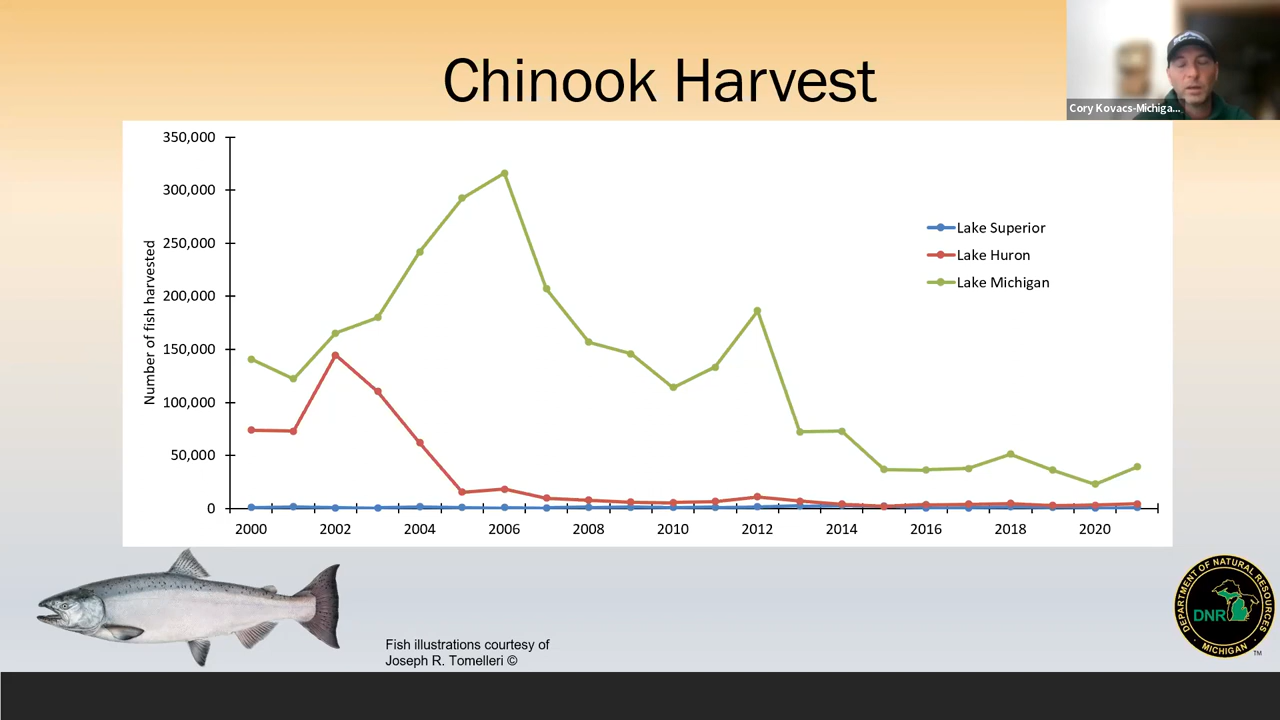 Chinook Harvest
Cory Kovacs-Michiga...
350,000
300,000
250,000
200,000
150,000
100,000
50,000
0
Number of fish harvested
Lake Superior
Lake Huron
Lake Michigan
2000 2002 2004 2006 2008 2010 2012 2014 2016 2018 2020
Fish illustrations courtesy of
Joseph R. Tomelleri ©
DEPARTMENT OF NATURAL RESOURCES
DNR
MICHIGAN
TM